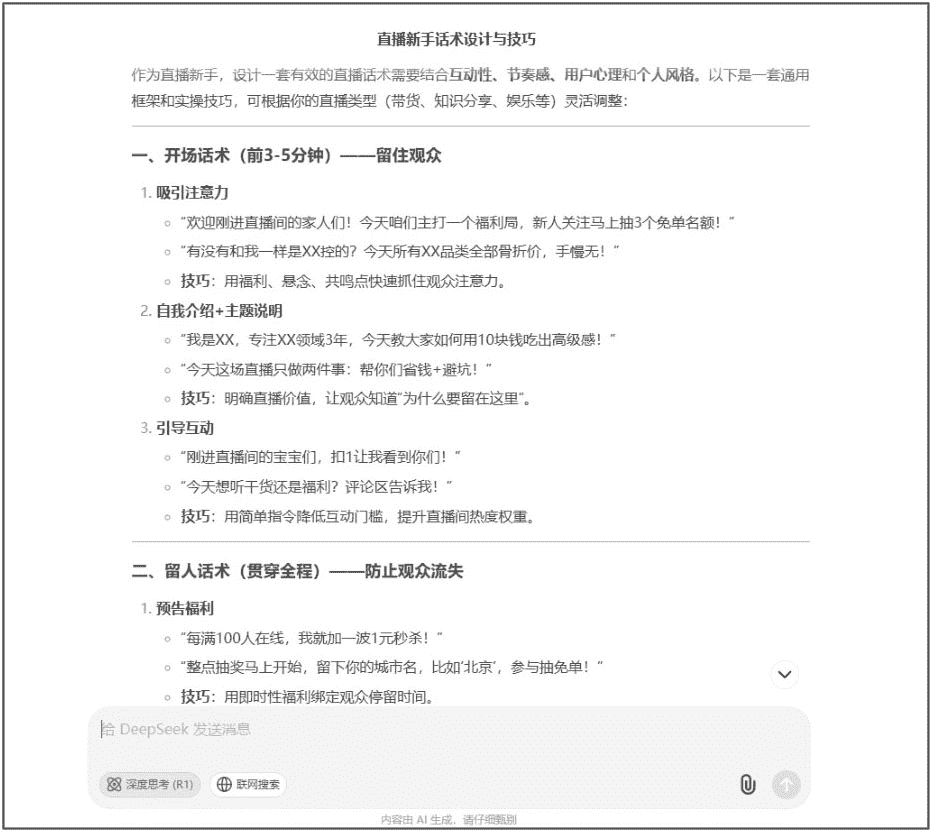 直播新手话术设计与技巧
作为直播新手，设计一套有效的直播话术需要结合互动性、节奏感、用户心理和个人风格。以下是一套通用
框架和实操技巧，可根据你的直播类型（带货、知识分享、娱乐等）灵活调整：
一、开场话术（前3-5分钟）——留住观众
1. 吸引注意力
“欢迎刚进直播间的家人们！今天咱们主打一个福利局，新人关注马上抽3个免单名额！”
“有没有和我一样是XX控的？今天所有XX品类全部骨折价，手慢无！”
技巧：用福利、悬念、共鸣点快速抓住观众注意力。
2. 自我介绍+主题说明
“我是XX，专注XX领域3年，今天教大家如何用10块钱吃出高级感！”
“今天这场直播只做两件事：帮你们省钱+避坑！”
技巧：明确直播价值，让观众知道“为什么要留在这里”。
3. 引导互动
“刚进直播间的宝宝们，扣1让我看到你们！”
“今天想听干货还是福利？评论区告诉我！”
技巧：用简单指令降低互动门槛，提升直播间热度权重。
二、留人话术（贯穿全程）——防止观众流失
1. 预告福利
“每满100人在线，我就加一波1元秒杀！”
“整点抽奖马上开始，留下你的城市名，比如‘北京’，参与抽免单！”
技巧：用即时性福利绑定观众停留时间。
给 DeepSeek 发送消息
深度思考 (R1) 联网搜索
内容由 AI 生成，请仔细甄别